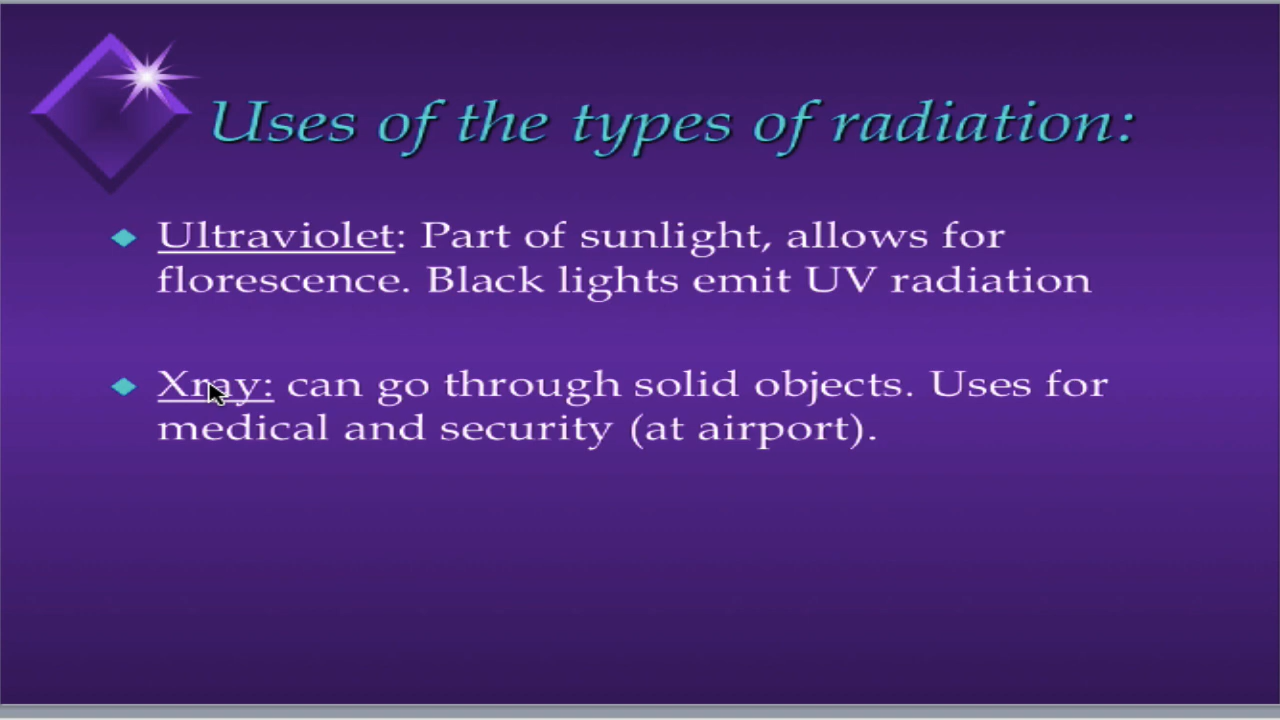 Uses of the types of radiation:
Ultraviolet: Part of sunlight, allows for
florescence. Black lights emit UV radiation
Xray: can go through solid objects. Uses for
medical and security (at airport).